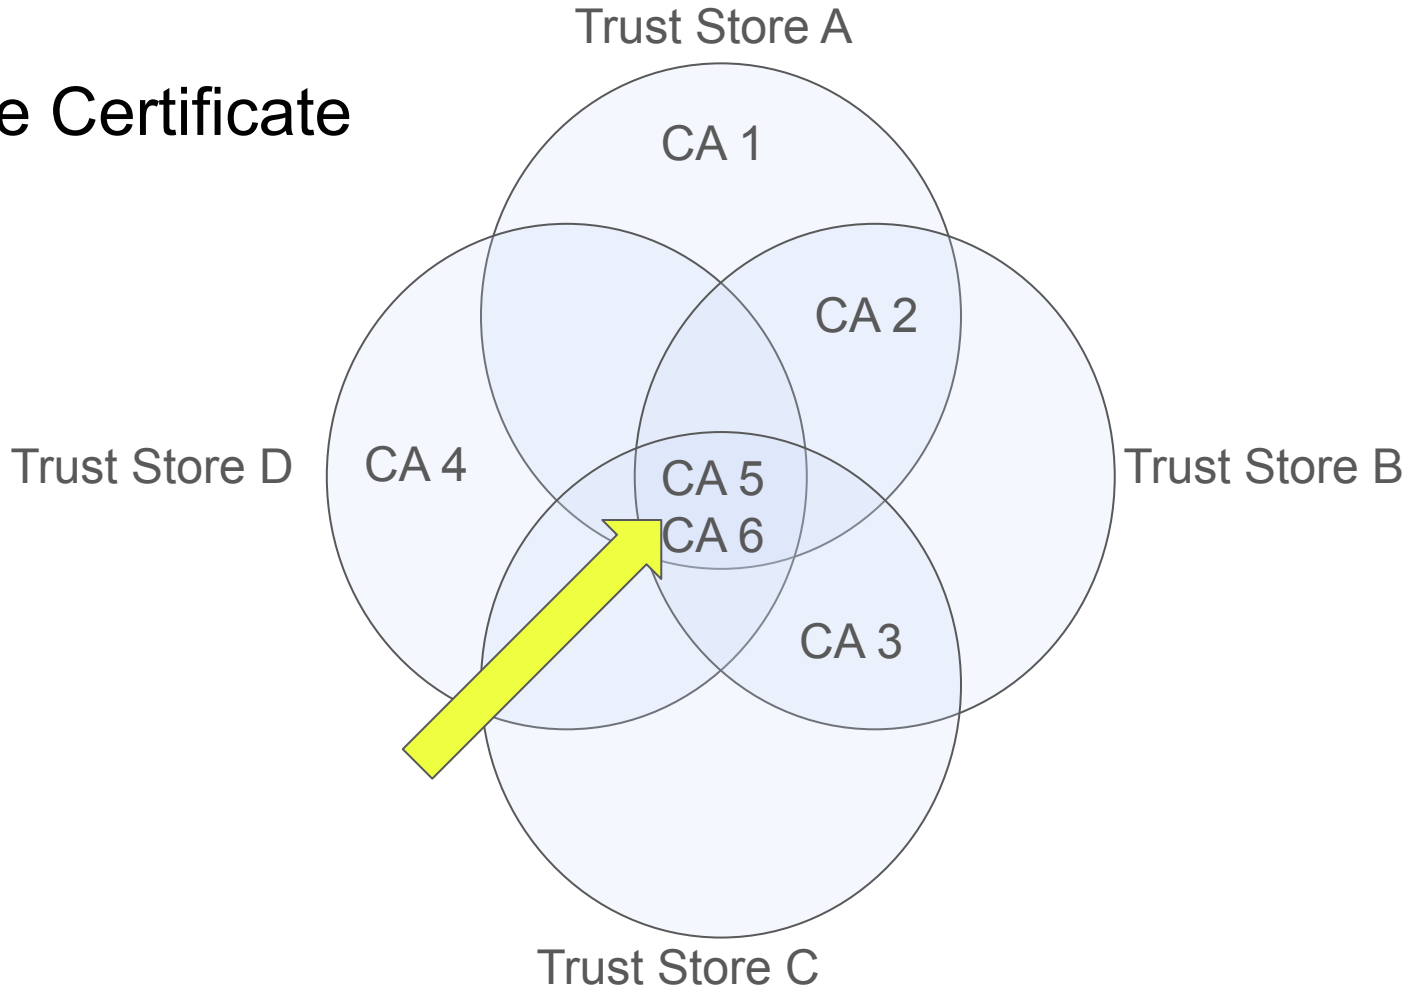 Trust Store A
e Certificate
CA 1
CA 2
Trust Store D
CA 4
CA 5
Trust Store B
CA 6
CA 3
Trust Store C